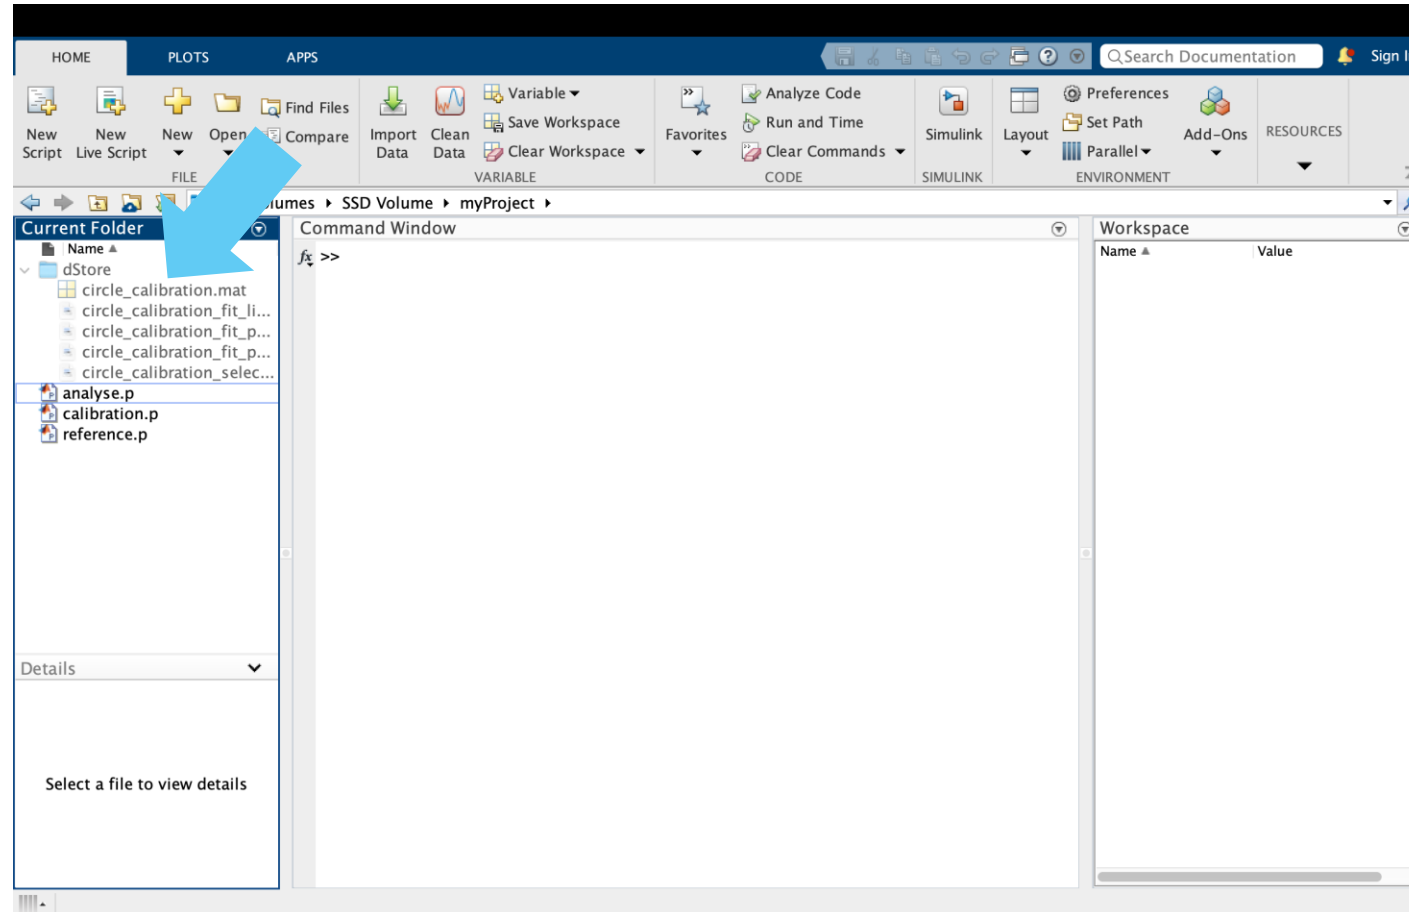 HOME PLOTS APPS
Search Documentation
Sign I
New Script
New Live Script
New
Open
Find Files
Compare
FILE
Import Data
Clean Data
Variable
Save Workspace
Clear Workspace
VARIABLE
Favorites
Analyze Code
Run and Time
Clear Commands
CODE
Simulink
SIMULINK
Layout
Preferences
Set Path
Parallel
Add-Ons
ENVIRONMENT
RESOURCES
umes SSD Volume myProject
Current Folder
Name
dStore
circle_calibration.mat
circle_calibration_fit_li...
circle_calibration_fit_p...
circle_calibration_fit_p...
circle_calibration_selec...
analyse.p
calibration.p
reference.p
Details
Select a file to view details
Command Window
fx >>
Workspace
Name Value